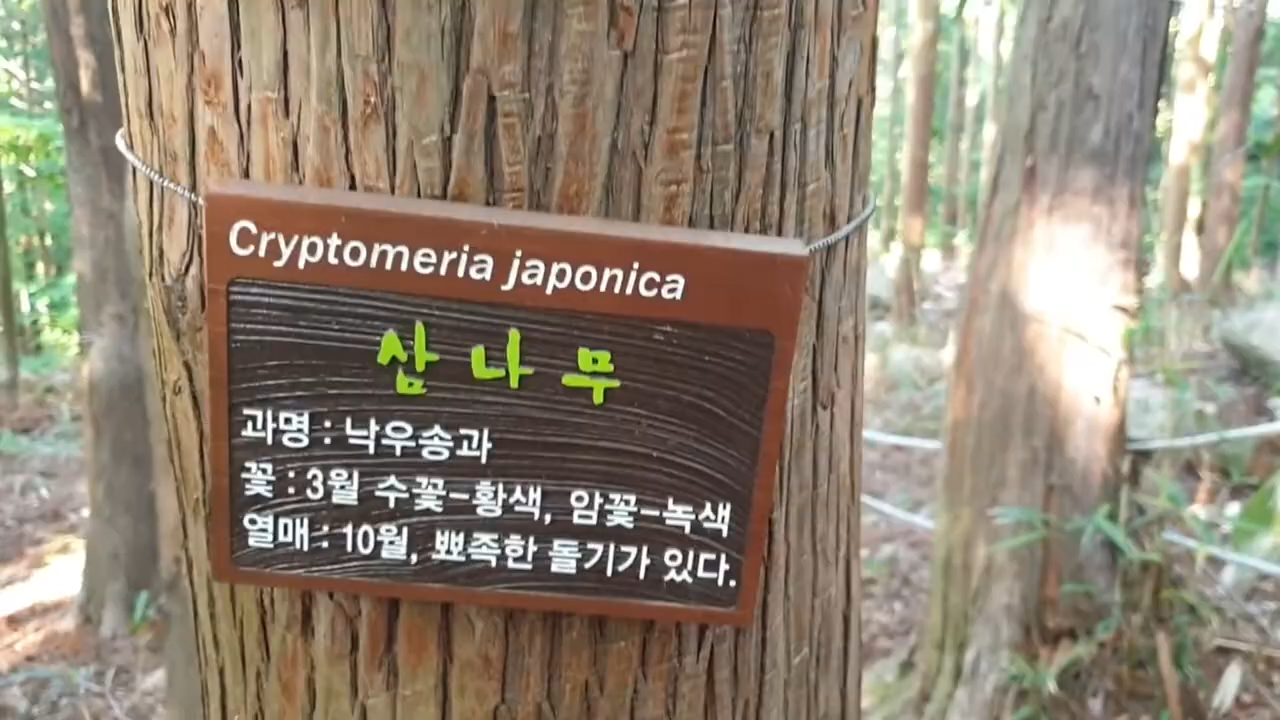 Cryptomeria japonica
삼나무
과명 : 낙우송과
꽃 : 3월 수꽃-황색, 암꽃-녹색
열매 : 10월, 뾰족한 돌기가 있다.